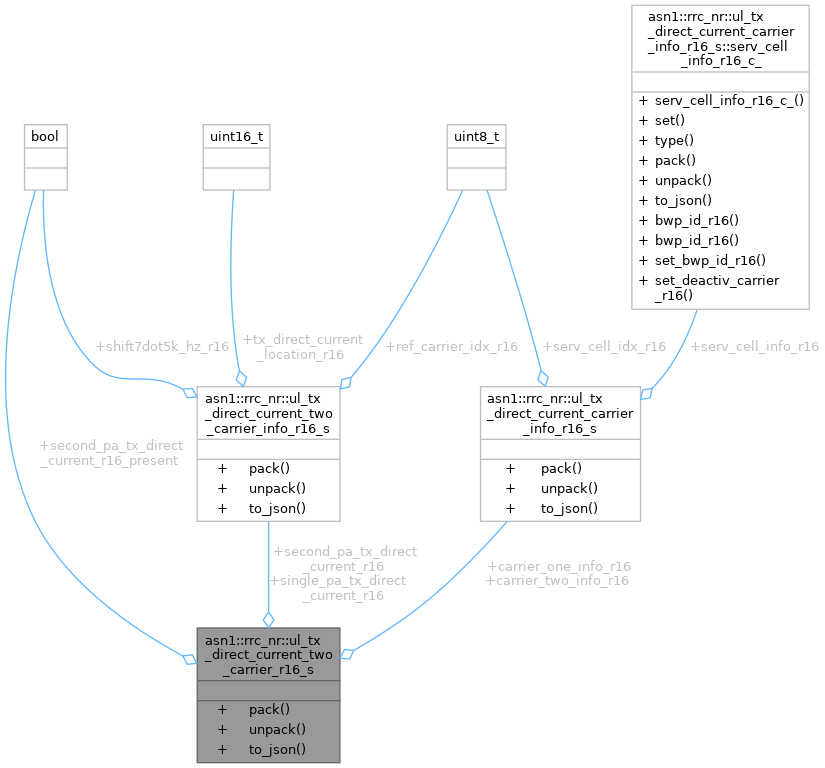 asn1::rrc_nr::ul_tx
_direct_current_carrier
_info_r16_s::serv_cell
_info_r16_c_
+ serv_cell_info_r16_c_()
+ set()
+ type()
+ pack()
+ unpack()
+ to_json()
+ bwp_id_r16()
+ bwp_id_r16()
+ set_bwp_id_r16()
+ set_deactiv_carrier
_r16()
bool
uint16_t
uint8_t
+shift7dot5k_hz_r16
+tx_direct_current
_location_r16
+ref_carrier_idx_r16
+serv_cell_idx_r16
+serv_cell_info_r16
asn1::rrc_nr::ul_tx
_direct_current_two
_carrier_info_r16_s
+ pack()
+ unpack()
+ to_json()
asn1::rrc_nr::ul_tx
_direct_current_carrier
_info_r16_s
+ pack()
+ unpack()
+ to_json()
+second_pa_tx_direct
_current_r16_present
+second_pa_tx_direct
_current_r16
+single_pa_tx_direct
_current_r16
+carrier_one_info_r16
+carrier_two_info_r16
asn1::rrc_nr::ul_tx
_direct_current_two
_carrier_r16_s
+ pack()
+ unpack()
+ to_json()